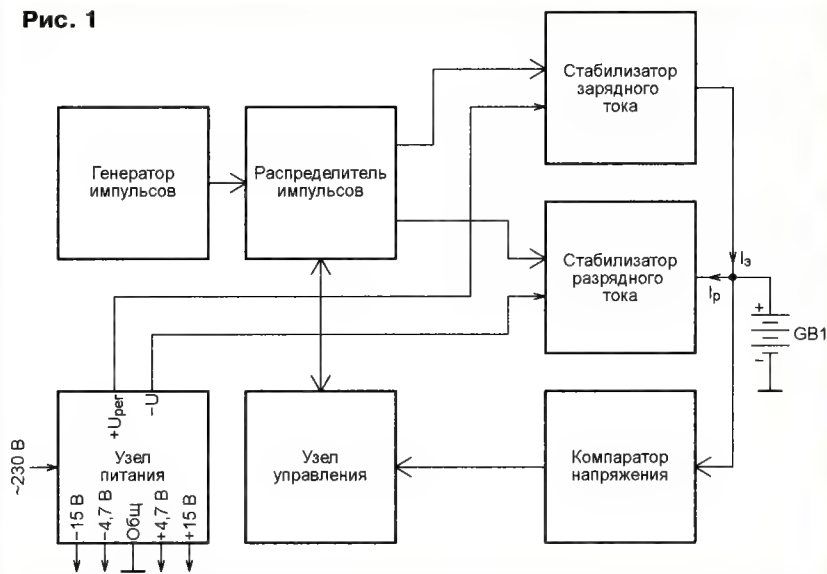 Рис. 1
Стабилизатор
зарядного
тока
Генератор
импульсов
Распределитель
импульсов
Стабилизатор
разрядного
тока
Iз
Iр
+
−
GB1
+Uрег
−U
Узел
питания
~230 В
−15 В
−4,7 В
Общ
+4,7 В
+15 В
Узел
управления
Компаратор
напряжения